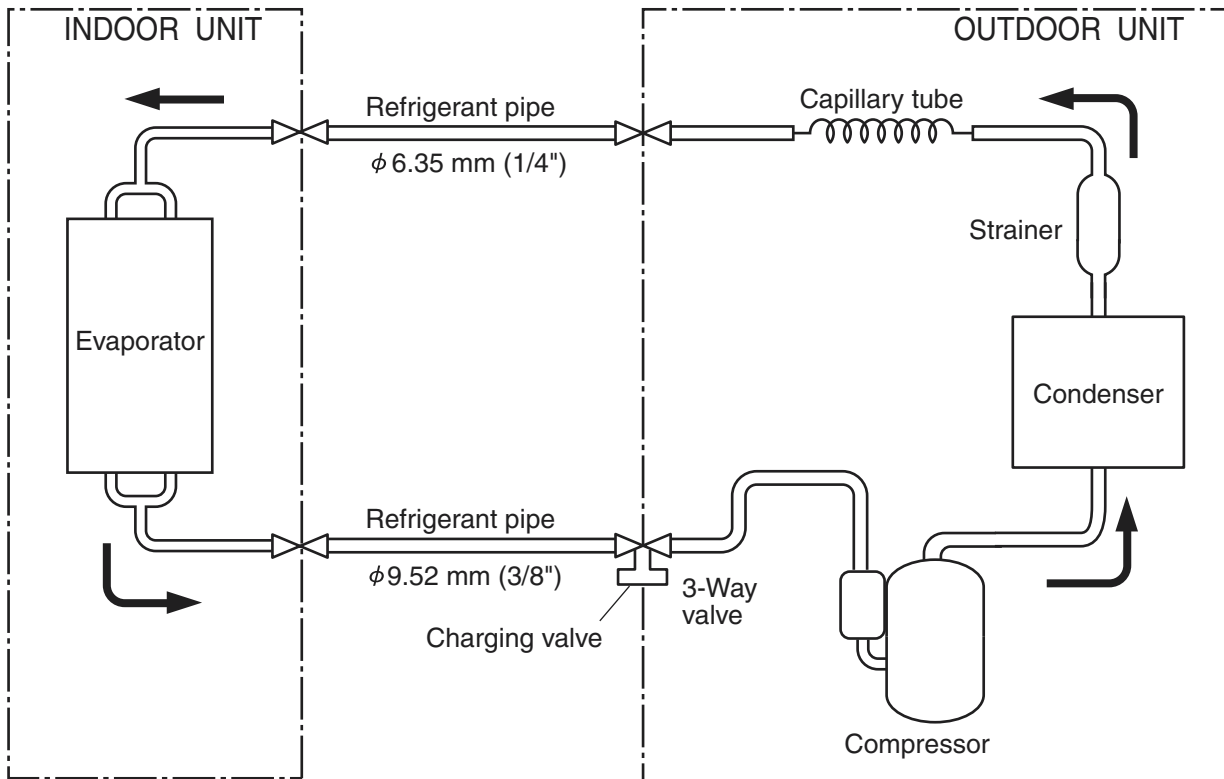 INDOOR UNIT
OUTDOOR UNIT
Refrigerant pipe
φ6.35 mm (1/4")
Capillary tube
Strainer
Evaporator
Condenser
Refrigerant pipe
φ9.52 mm (3/8")
3-Way
valve
Charging valve
Compressor